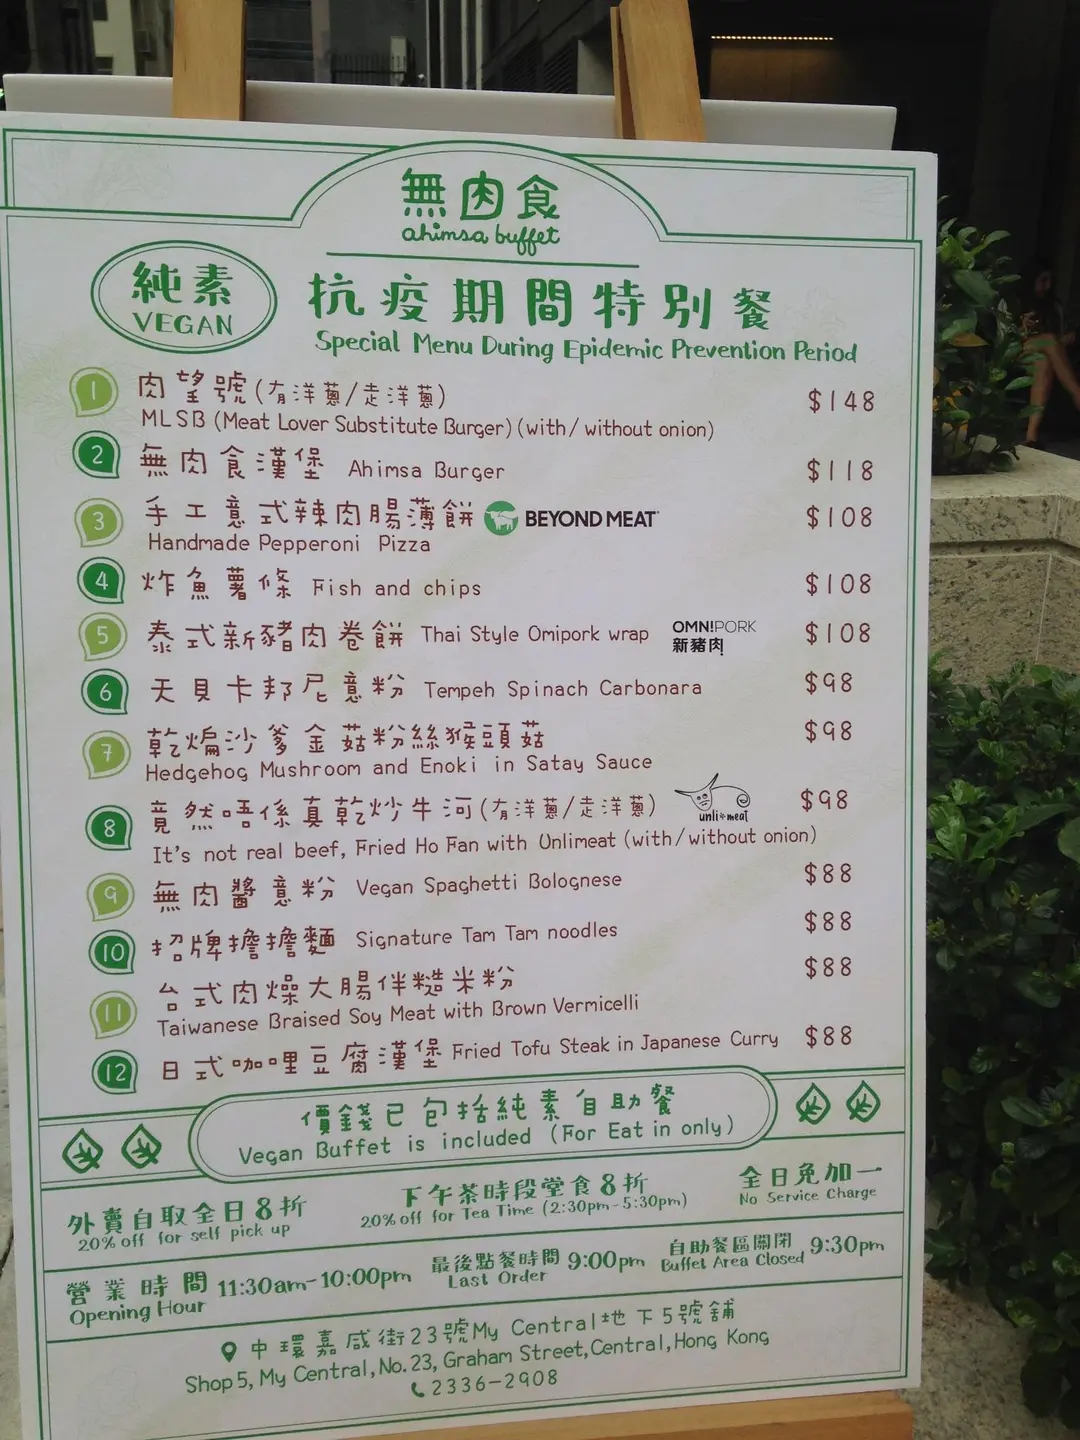 無肉食
ahimsa buffet
純素
VEGAN
抗疫期間特別餐
Special Menu During Epidemic Prevention Period
1 肉望號(有洋蔥/走洋蔥) $148
MLSB (Meat Lover Substitute Burger) (with/without onion)
2 無肉食漢堡 Ahimsa Burger $118
3 手工意式辣肉腸薄餅 BEYOND MEAT $108
Handmade Pepperoni Pizza
4 炸魚薯條 Fish and chips $108
5 泰式新豬肉卷餅 Thai Style Omipork wrap OMN!PORK 新豬肉 $108
6 天貝卡邦尼意粉 Tempeh Spinach Carbonara $98
7 乾煸沙爹金菇粉絲猴頭菇 $98
Hedgehog Mushroom and Enoki in Satay Sauce
8 竟然唔係真乾炒牛河(有洋蔥/走洋蔥) unli*meat $98
It's not real beef, Fried Ho Fan with Unlimeat (with/without onion)
9 無肉醬意粉 Vegan Spaghetti Bolognese $88
10 招牌擔擔麵 Signature Tam Tam noodles $88
11 台式肉燥大腸伴糙米粉 $88
Taiwanese Braised Soy Meat with Brown Vermicelli
12 日式咖哩豆腐漢堡 Fried Tofu Steak in Japanese Curry $88
價錢已包括純素自助餐
Vegan Buffet is included (For Eat in only)
外賣自取全日8折
20% off for self pick up
下午茶時段堂食8折
20% off for Tea Time (2:30pm-5:30pm)
全日免加一
No Service Charge
營業時間 11:30am-10:00pm
Opening Hour
最後點餐時間 9:00pm
Last Order
自助餐區關閉 9:30pm
Buffet Area Closed
中環嘉咸街23號My Central地下5號舖
Shop 5, My Central, No. 23, Graham Street, Central, Hong Kong
2336-2908